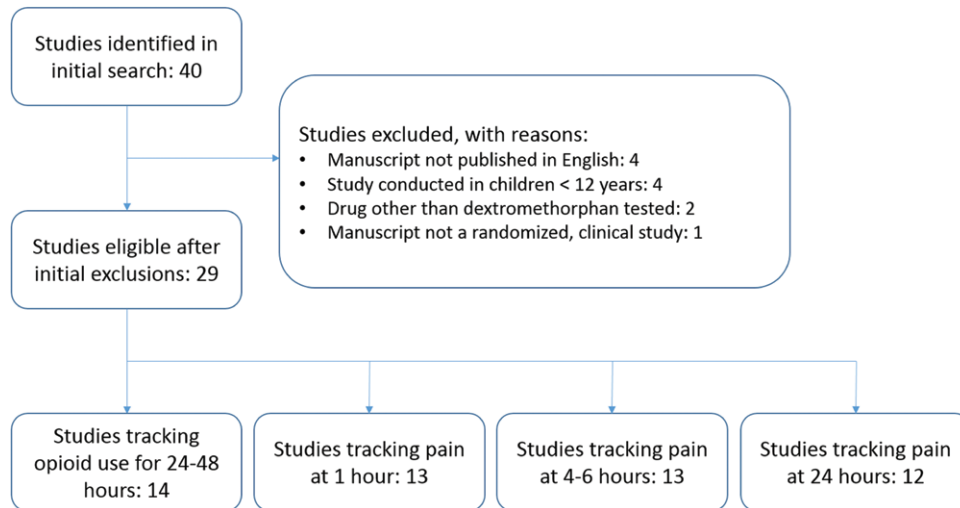 Studies identified in
initial search: 40
Studies excluded, with reasons:
• Manuscript not published in English: 4
• Study conducted in children < 12 years: 4
• Drug other than dextromethorphan tested: 2
• Manuscript not a randomized, clinical study: 1
Studies eligible after
initial exclusions: 29
Studies tracking
opioid use for 24-48
hours: 14
Studies tracking pain
at 1 hour: 13
Studies tracking pain
at 4-6 hours: 13
Studies tracking pain
at 24 hours: 12